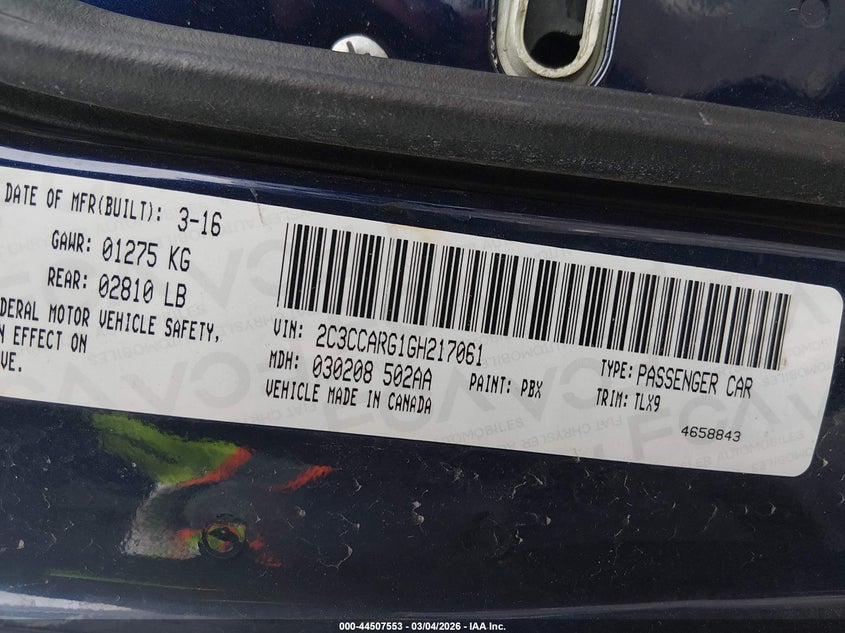 DATE OF MFR(BUILT): 3-16
GAWR: 01275 KG
REAR: 02810 LB
DERAL MOTOR VEHICLE SAFETY,
N EFFECT ON
VE.
VIN: 2C3CCARG1GH217061
MDH: 030208 502AA
PAINT: PBX
VEHICLE MADE IN CANADA
TYPE: PASSENGER CAR
TRIM: TLX9
4658843
000-44507553 — 03/04/2026 — IAA Inc.